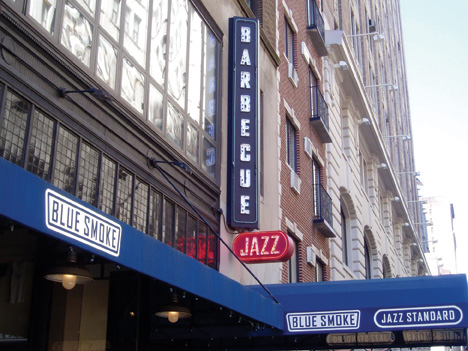 BARBECUE
JAZZ
BLUE SMOKE
BLUE SMOKE
JAZZ STANDARD